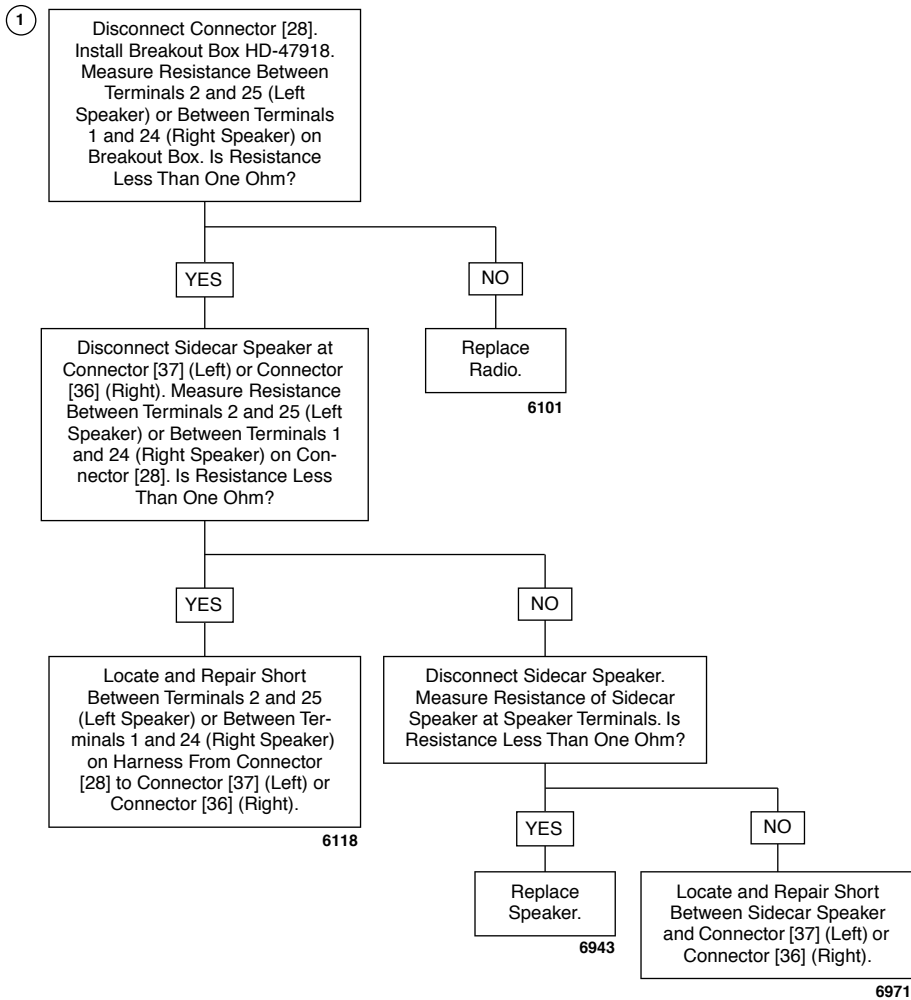 1
Disconnect Connector [28].
Install Breakout Box HD-47918.
Measure Resistance Between
Terminals 2 and 25 (Left
Speaker) or Between Terminals
1 and 24 (Right Speaker) on
Breakout Box. Is Resistance
Less Than One Ohm?
YES
NO
Disconnect Sidecar Speaker at
Connector [37] (Left) or Connector
[36] (Right). Measure Resistance
Between Terminals 2 and 25 (Left
Speaker) or Between Terminals 1
and 24 (Right Speaker) on Con-
nector [28]. Is Resistance Less
Than One Ohm?
Replace
Radio.
6101
YES
NO
Locate and Repair Short
Between Terminals 2 and 25
(Left Speaker) or Between Ter-
minals 1 and 24 (Right Speaker)
on Harness From Connector
[28] to Connector [37] (Left) or
Connector [36] (Right).
6118
Disconnect Sidecar Speaker.
Measure Resistance of Sidecar
Speaker at Speaker Terminals. Is
Resistance Less Than One Ohm?
YES
NO
Replace
Speaker.
6943
Locate and Repair Short
Between Sidecar Speaker
and Connector [37] (Left) or
Connector [36] (Right).
6971